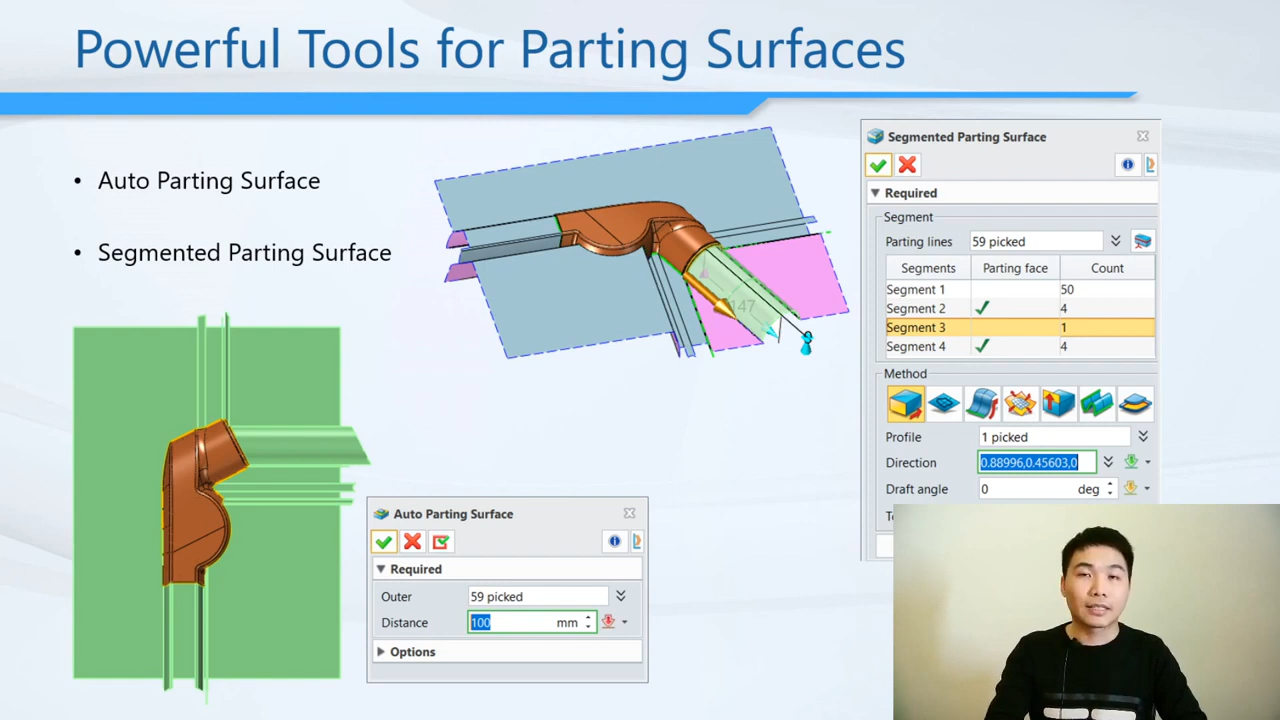 Powerful Tools for Parting Surfaces
• Auto Parting Surface
• Segmented Parting Surface
147
Segmented Parting Surface
Required
Segment
Parting lines 59 picked
Segments Parting face Count
Segment 1 50
Segment 2 4
Segment 3 1
Segment 4 4
Method
Profile 1 picked
Direction 0.88996,0.45603,0
Draft angle 0 deg
Auto Parting Surface
Required
Outer 59 picked
Distance 100 mm
Options